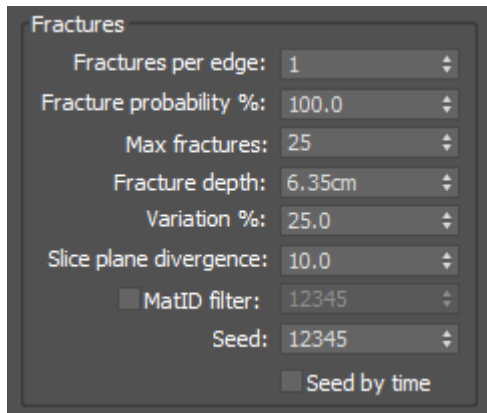 Fractures
Fractures per edge: 1
Fracture probability %: 100.0
Max fractures: 25
Fracture depth: 6.35cm
Variation %: 25.0
Slice plane divergence: 10.0
MatID filter: 12345
Seed: 12345
Seed by time